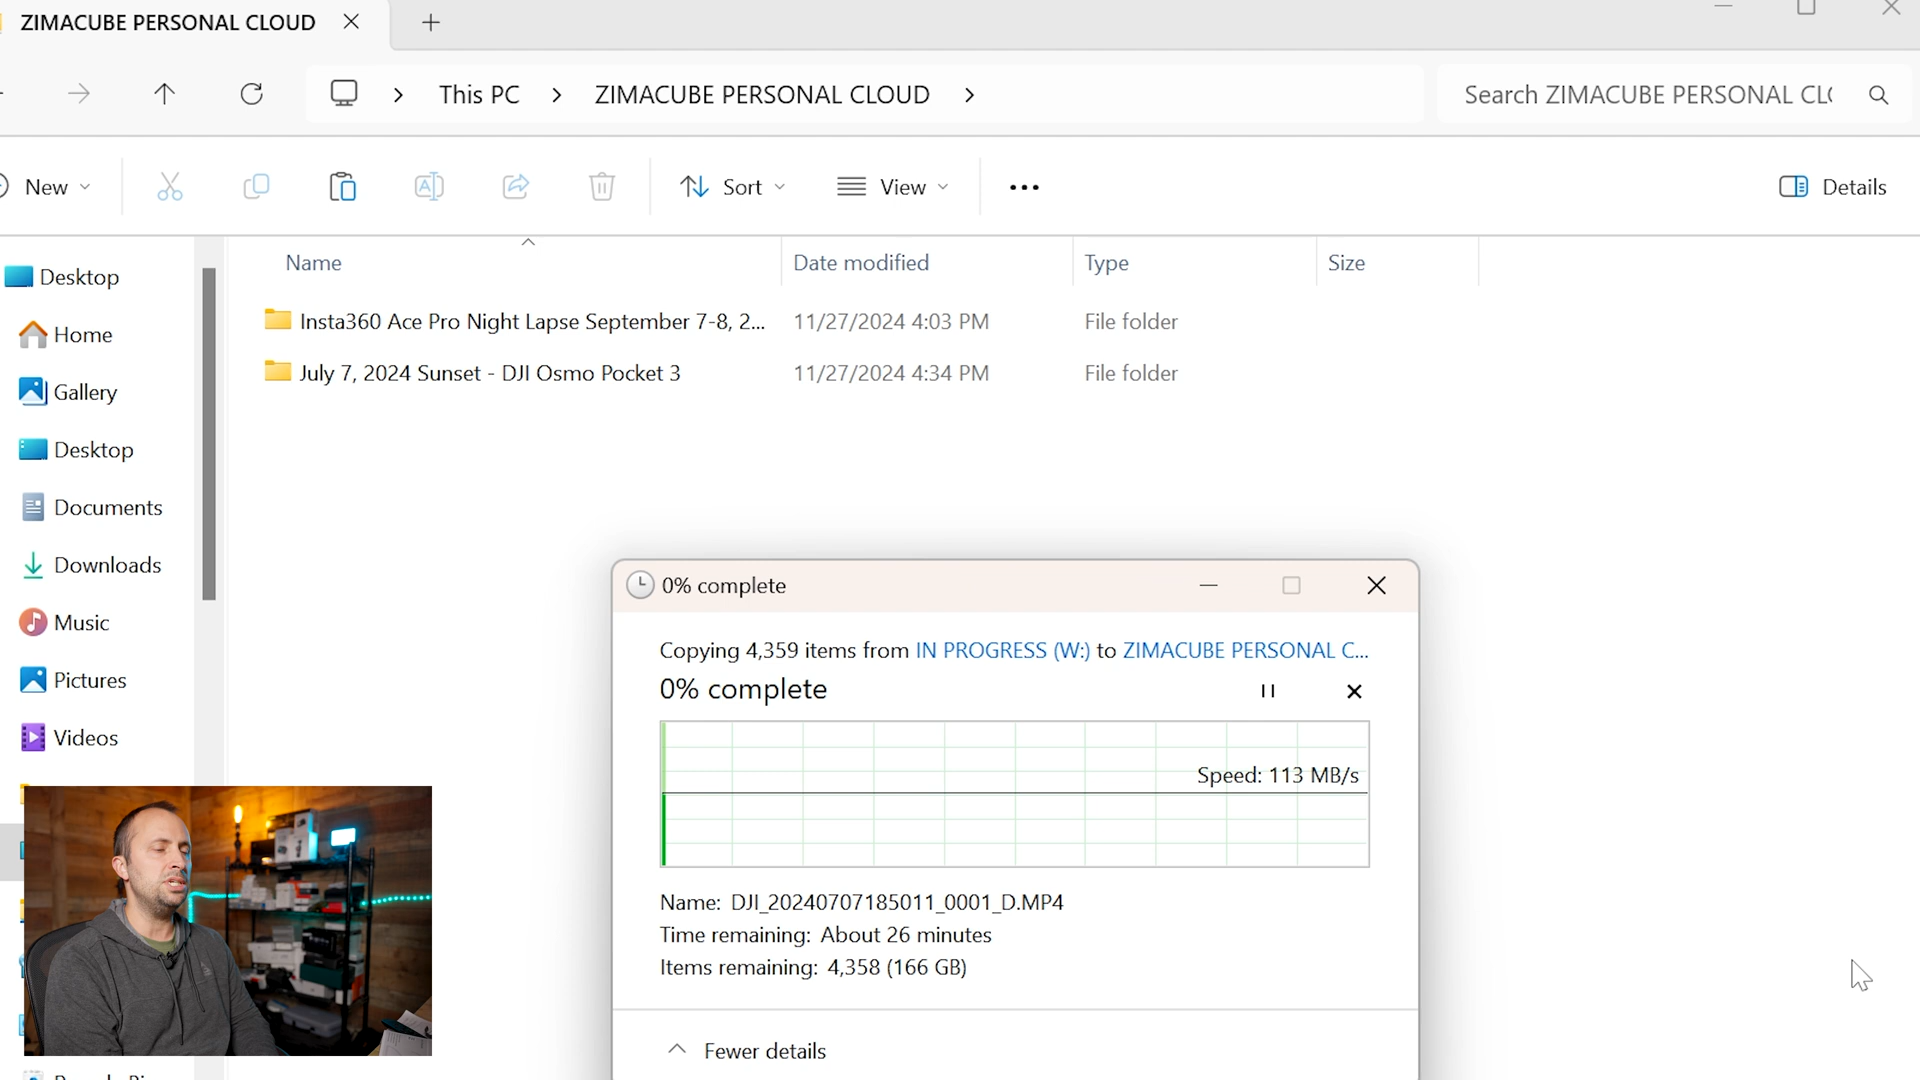 ZIMACUBE PERSONAL CLOUD
This PC > ZIMACUBE PERSONAL CLOUD >
Search ZIMACUBE PERSONAL CL
New
Sort
View
Details
Name
Date modified
Type
Size
Insta360 Ace Pro Night Lapse September 7-8, 2... 11/27/2024 4:03 PM File folder
July 7, 2024 Sunset - DJI Osmo Pocket 3 11/27/2024 4:34 PM File folder
Desktop
Home
Gallery
Desktop
Documents
Downloads
Music
Pictures
Videos
0% complete
Copying 4,359 items from IN PROGRESS (W:) to ZIMACUBE PERSONAL C...
0% complete
Speed: 113 MB/s
Name: DJI_20240707185011_0001_D.MP4
Time remaining: About 26 minutes
Items remaining: 4,358 (166 GB)
Fewer details